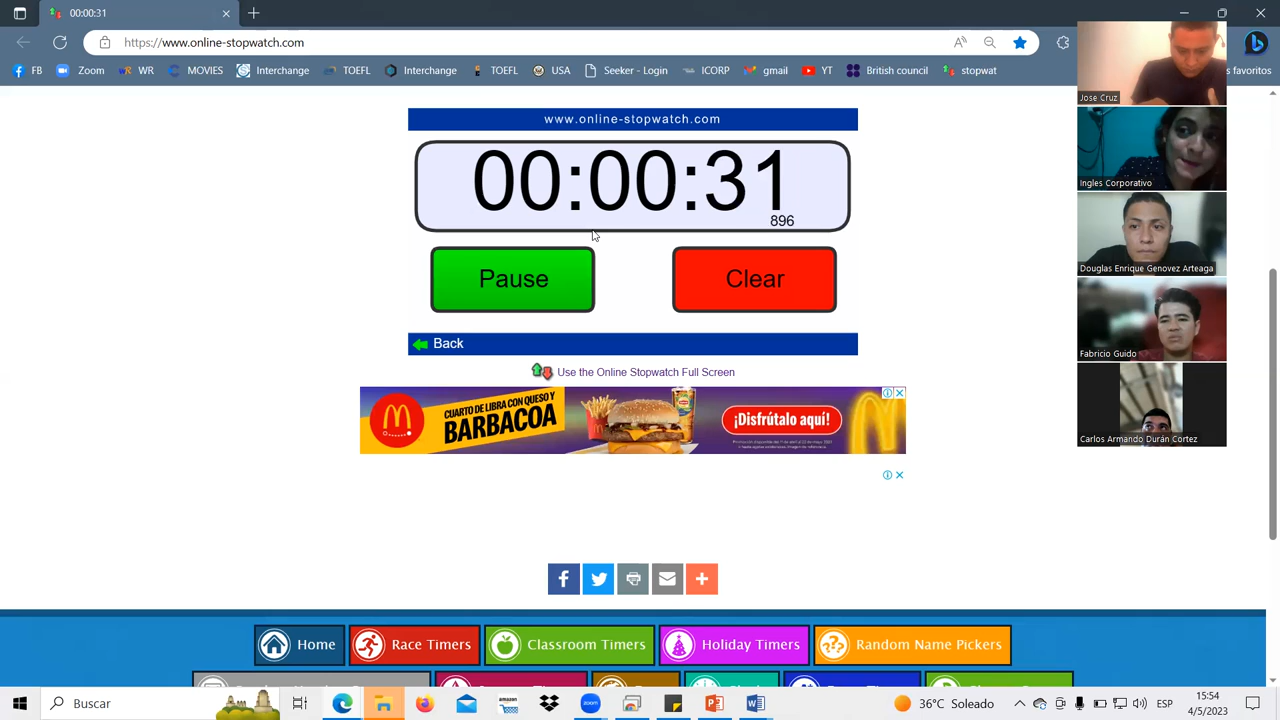 00:00:31
https://www.online-stopwatch.com
FB
Zoom
WR
MOVIES
Interchange
TOEFL
Interchange
TOEFL
USA
Seeker - Login
ICORP
gmail
YT
British council
stopwat
s favoritos
www.online-stopwatch.com
00:00:31
896
Pause
Clear
Back
Use the Online Stopwatch Full Screen
CUARTO DE LIBRA CON QUESO Y
BARBACOA
¡Disfrútalo aquí!
Jose Cruz
Ingles Corporativo
Douglas Enrique Genovez Arteaga
Fabricio Guido
Carlos Armando Durán Cortez
Home
Race Timers
Classroom Timers
Holiday Timers
Random Name Pickers
Buscar
36°C Soleado
ESP
15:54
4/5/2023